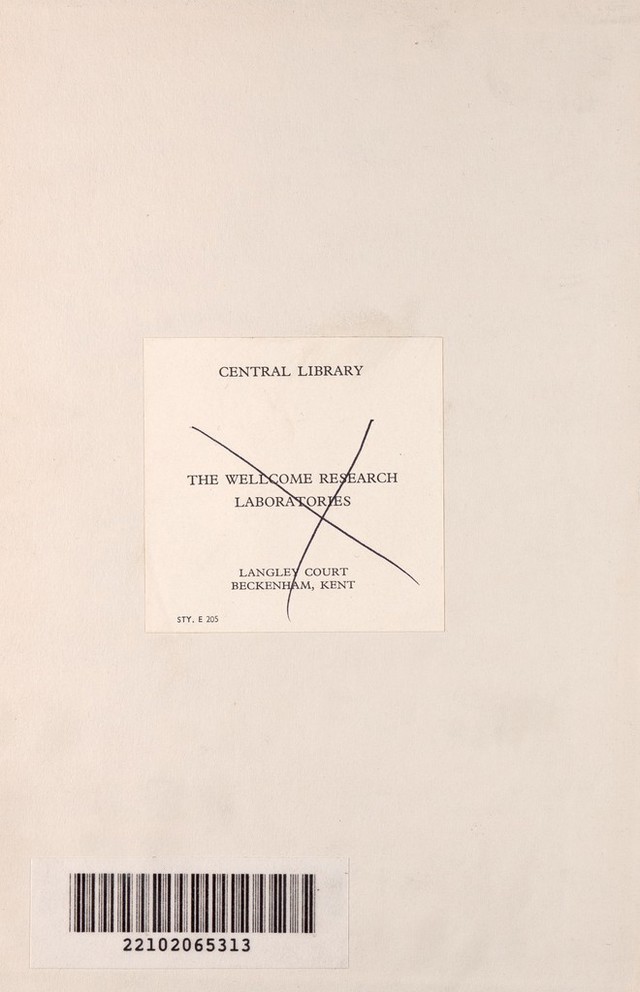 CENTRAL LIBRARY
THE WELLCOME RESEARCH
LABORATORIES
LANGLEY COURT
BECKENHAM, KENT
STY. E 205
22102065313